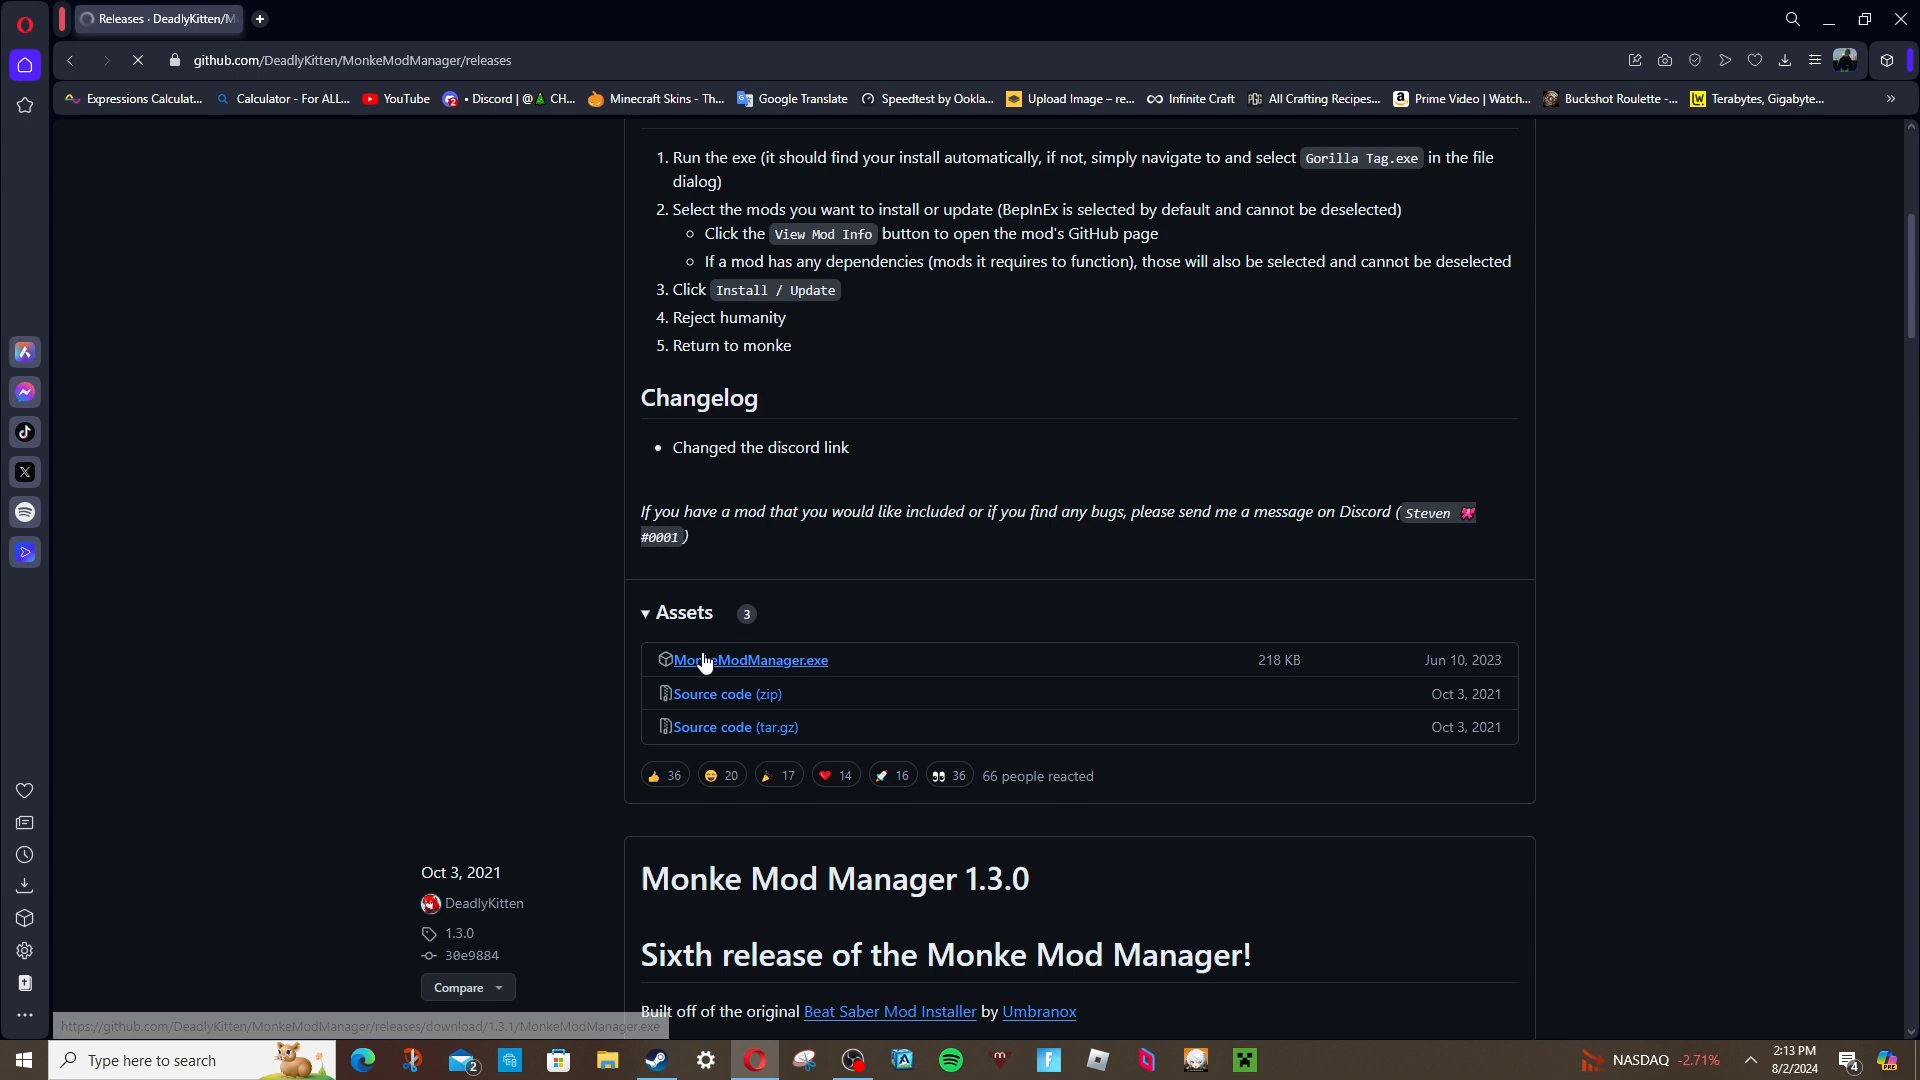 Releases · DeadlyKitten/M
github.com/DeadlyKitten/MonkeModManager/releases
Expressions Calculat...
Calculator - For ALL...
YouTube
• Discord | @🌲 CH...
Minecraft Skins - Th...
Google Translate
Speedtest by Ookla...
Upload Image – re...
Infinite Craft
All Crafting Recipes...
Prime Video | Watch...
Buckshot Roulette -...
Terabytes, Gigabyte...
1. Run the exe (it should find your install automatically, if not, simply navigate to and select Gorilla Tag.exe in the file
dialog)
2. Select the mods you want to install or update (BepInEx is selected by default and cannot be deselected)
Click the View Mod Info button to open the mod's GitHub page
If a mod has any dependencies (mods it requires to function), those will also be selected and cannot be deselected
3. Click Install / Update
4. Reject humanity
5. Return to monke
Changelog
• Changed the discord link
If you have a mod that you would like included or if you find any bugs, please send me a message on Discord ( Steven 🎀
#0001 )
Assets 3
MonkeModManager.exe 218 KB Jun 10, 2023
Source code (zip) Oct 3, 2021
Source code (tar.gz) Oct 3, 2021
👍 36 😄 20 🎉 17 ❤️ 14 🚀 16 👀 36 66 people reacted
Oct 3, 2021
DeadlyKitten
1.3.0
30e9884
Compare
Monke Mod Manager 1.3.0
Sixth release of the Monke Mod Manager!
Built off of the original Beat Saber Mod Installer by Umbranox
https://github.com/DeadlyKitten/MonkeModManager/releases/download/1.3.1/MonkeModManager.exe
Type here to search
2
NASDAQ -2.71%
2:13 PM
8/2/2024
4
PRE